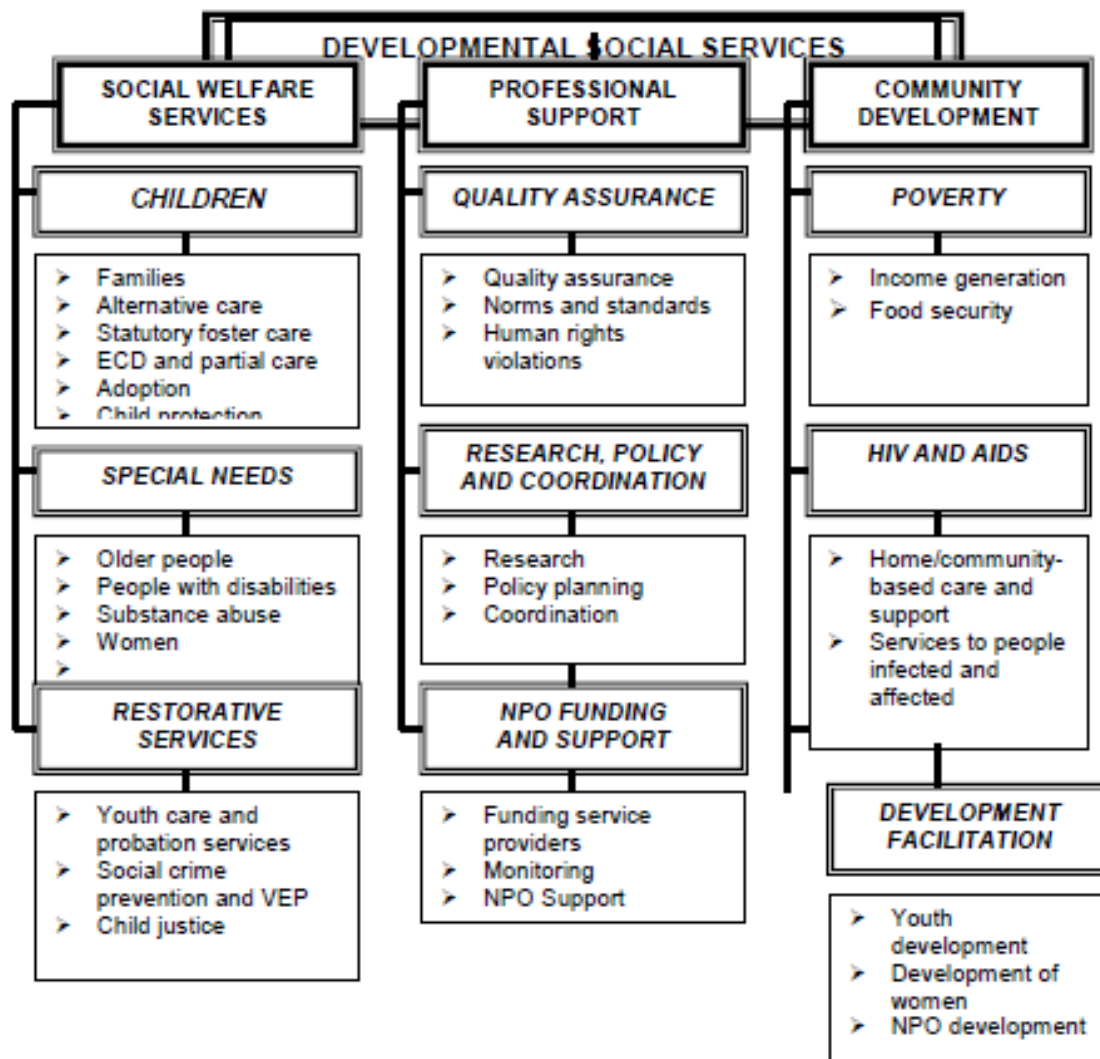 DEVELOPMENTAL SOCIAL SERVICES
SOCIAL WELFARE
SERVICES
CHILDREN
➤ Families
➤ Alternative care
➤ Statutory foster care
➤ ECD and partial care
➤ Adoption
➤ Child protection
SPECIAL NEEDS
➤ Older people
➤ People with disabilities
➤ Substance abuse
➤ Women
➤
RESTORATIVE
SERVICES
➤ Youth care and
probation services
➤ Social crime
prevention and VEP
➤ Child justice
PROFESSIONAL
SUPPORT
QUALITY ASSURANCE
➤ Quality assurance
➤ Norms and standards
➤ Human rights
violations
RESEARCH, POLICY
AND COORDINATION
➤ Research
➤ Policy planning
➤ Coordination
NPO FUNDING
AND SUPPORT
➤ Funding service
providers
➤ Monitoring
➤ NPO Support
COMMUNITY
DEVELOPMENT
POVERTY
➤ Income generation
➤ Food security
HIV AND AIDS
➤ Home/community-
based care and
support
➤ Services to people
infected and
affected
DEVELOPMENT
FACILITATION
➤ Youth
development
➤ Development of
women
➤ NPO development